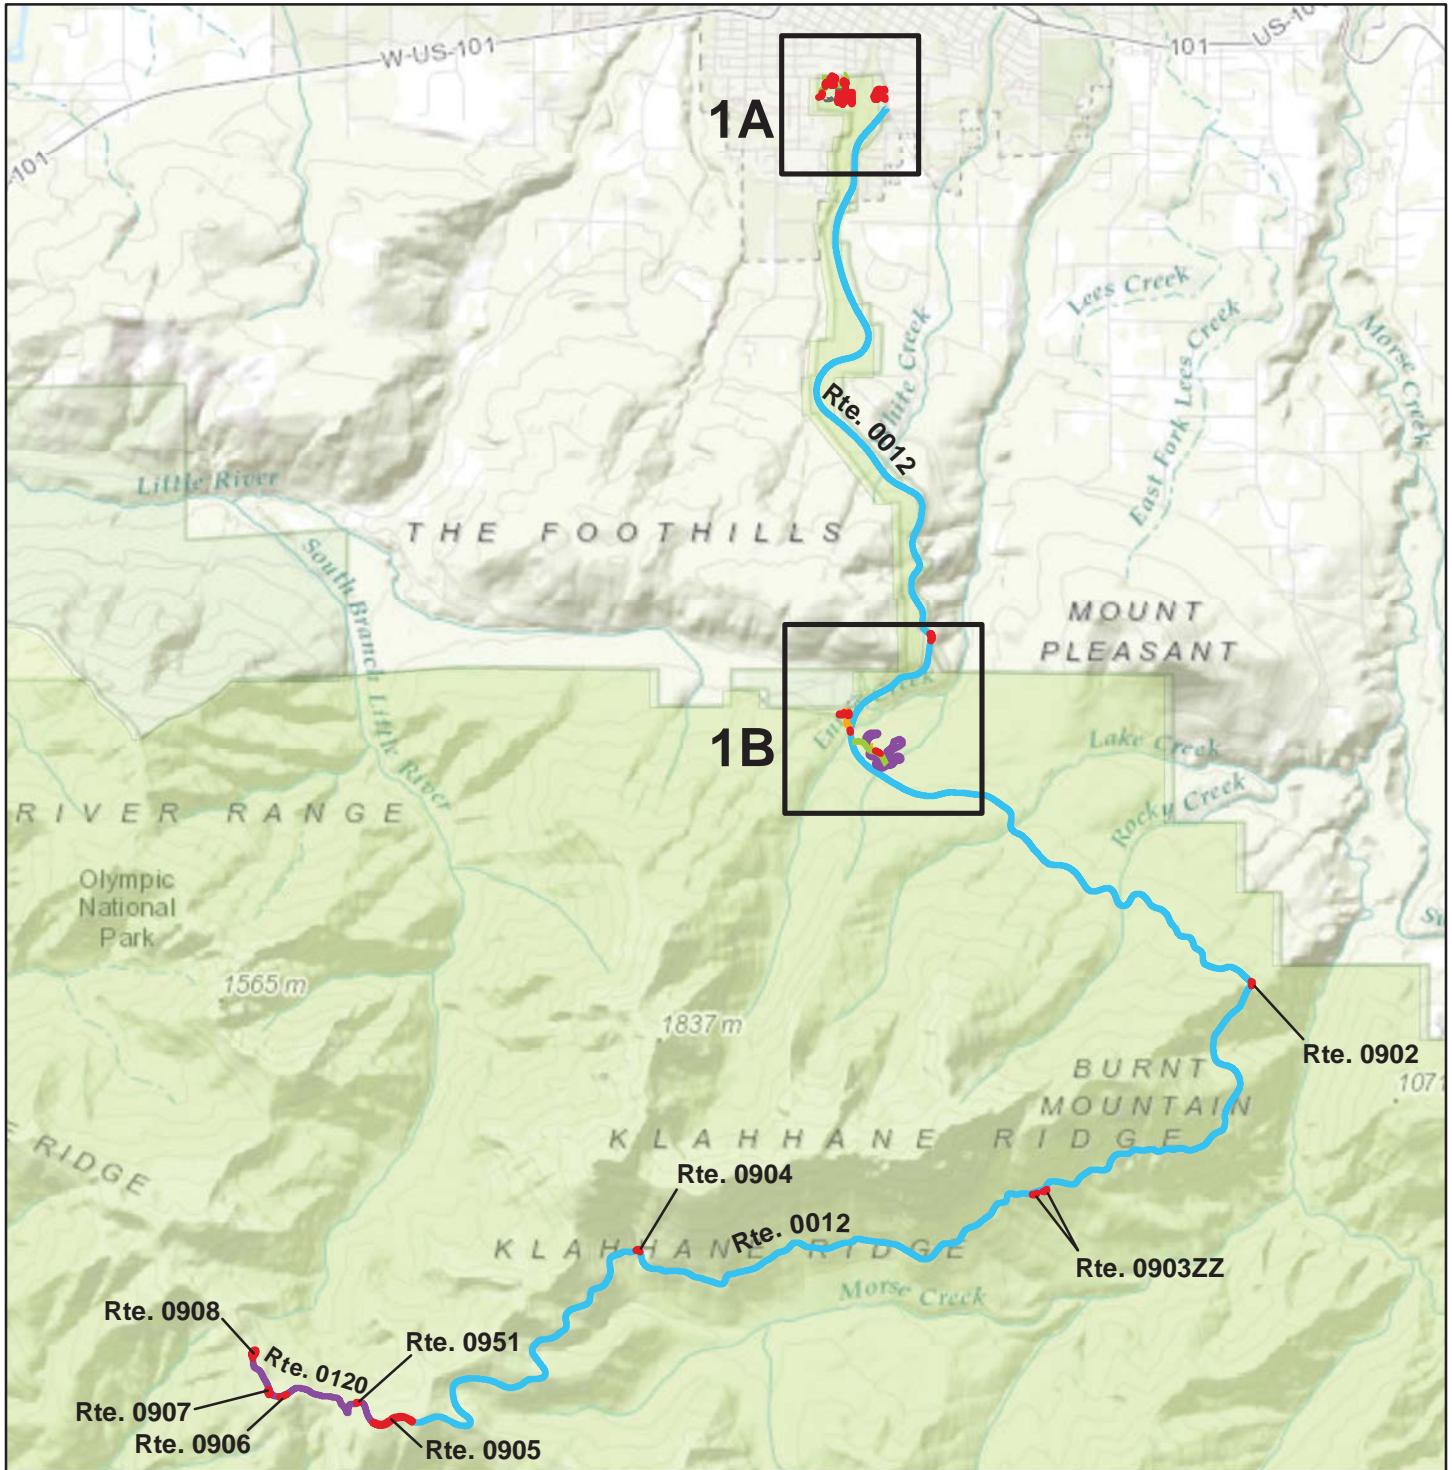 W-US-101
101
US-101
-101
1A
Lees Creek
East Fork Lees Creek
Morse Creek
White Creek
Rte. 0012
Little River
THE FOOTHILLS
South Branch Little River
MOUNT
PLEASANT
1B
Lake Creek
Rocky Creek
RIVER RANGE
Olympic
National
Park
1565 m
1837 m
Rte. 0902
BURNT
MOUNTAIN
1071
KLAHHANE RIDGE
E RIDGE
Rte. 0904
Rte. 0012
KLAHHANE RIDGE
Rte. 0903ZZ
Morse Creek
Rte. 0908
Rte. 0120
Rte. 0951
Rte. 0907
Rte. 0906
Rte. 0905